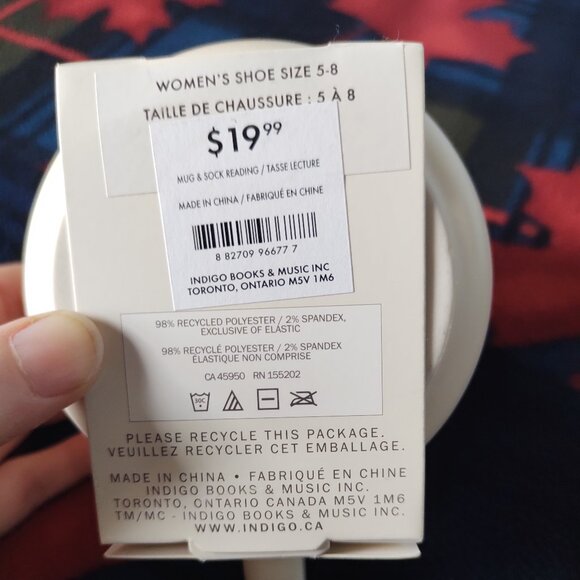 WOMEN'S SHOE SIZE 5-8
TAILLE DE CHAUSSURE : 5 À 8
$19.99
MUG & SOCK READING / TASSE LECTURE
MADE IN CHINA / FABRIQUÉ EN CHINE
8 82709 96677 7
INDIGO BOOKS & MUSIC INC
TORONTO, ONTARIO M5V 1M6
98% RECYCLED POLYESTER / 2% SPANDEX,
EXCLUSIVE OF ELASTIC
98% RECYCLÉ POLYESTER / 2% SPANDEX
ÉLASTIQUE NON COMPRISE
CA 45950 RN 155202
30C
PLEASE RECYCLE THIS PACKAGE.
VEUILLEZ RECYCLER CET EMBALLAGE.
MADE IN CHINA • FABRIQUÉ EN CHINE
INDIGO BOOKS & MUSIC INC.
TORONTO, ONTARIO CANADA M5V 1M6
TM/MC - INDIGO BOOKS & MUSIC INC.
WWW.INDIGO.CA